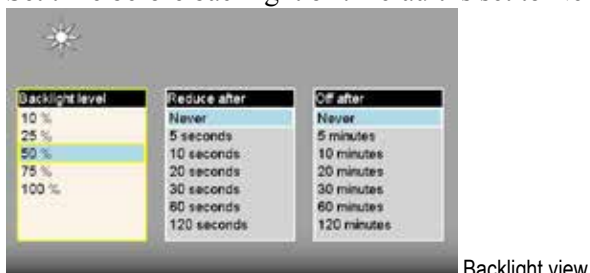 Backlight level
10 %
25 %
50 %
75 %
100 %
Reduce after
Never
5 seconds
10 seconds
20 seconds
30 seconds
60 seconds
120 seconds
Off after
Never
5 minutes
10 minutes
20 minutes
30 minutes
60 minutes
120 minutes
Backlight view